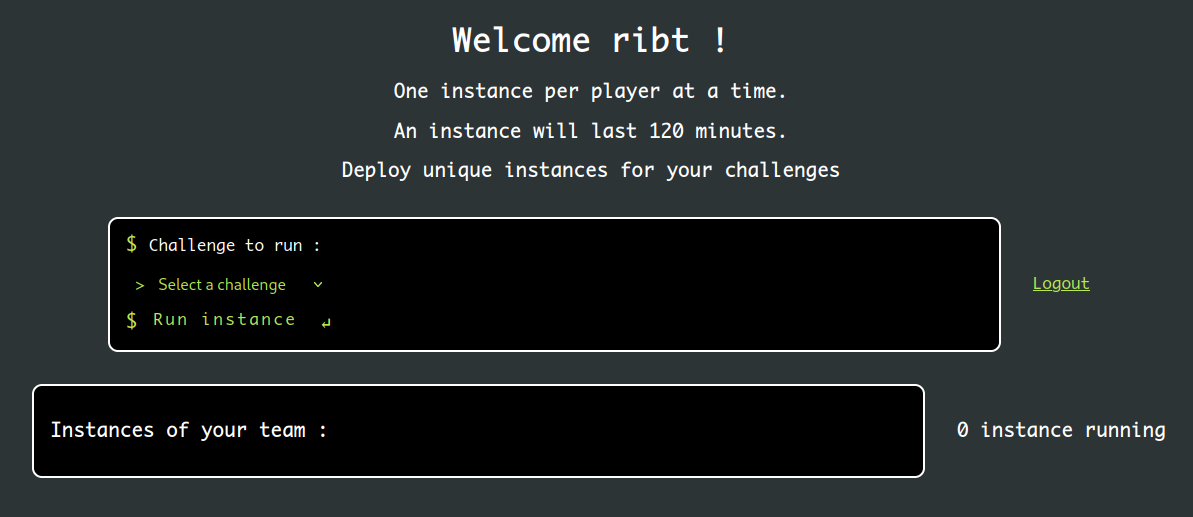 Welcome ribt !
One instance per player at a time.
An instance will last 120 minutes.
Deploy unique instances for your challenges
$ Challenge to run :
> Select a challenge
Logout
$ Run instance ↵
Instances of your team :
0 instance running